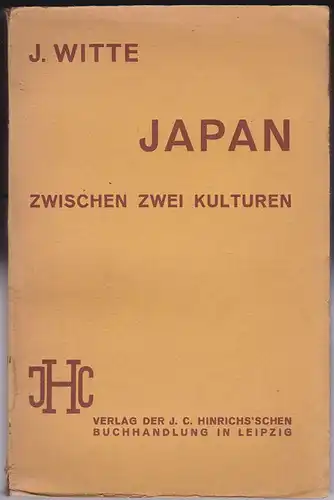 J. WITTE
JAPAN
ZWISCHEN ZWEI KULTUREN
JHC
VERLAG DER J. C. HINRICHS'SCHEN
BUCHHANDLUNG IN LEIPZIG